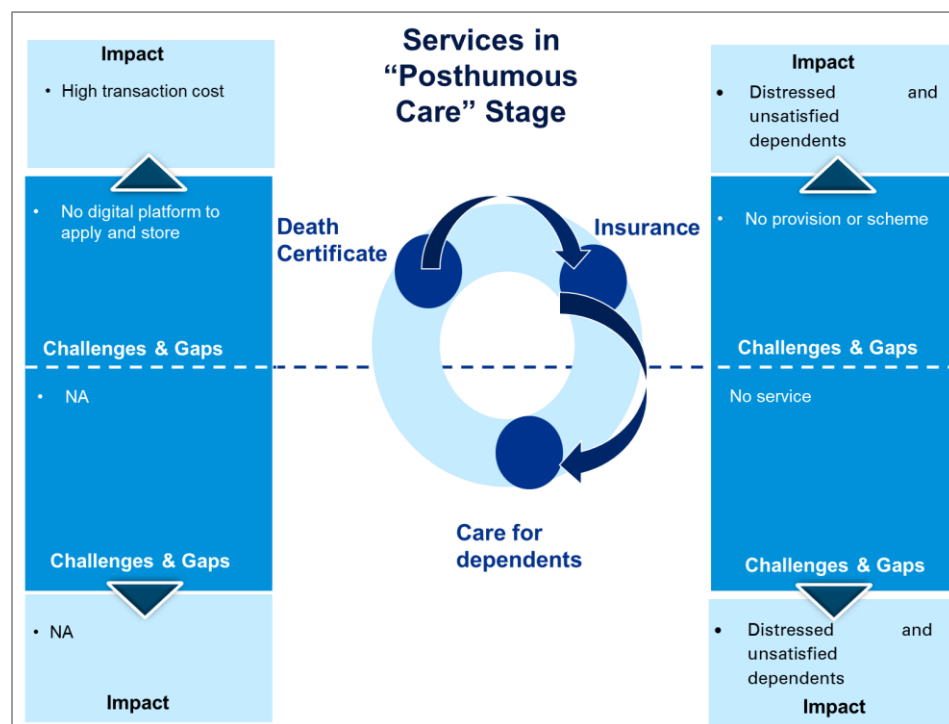 Impact
• High transaction cost
• No digital platform to
apply and store
Challenges & Gaps
• NA
Challenges & Gaps
• NA
Impact
Services in
“Posthumous
Care” Stage
Death
Certificate
Insurance
Care for
dependents
Impact
• Distressed and
unsatisfied
dependents
• No provision or scheme
Challenges & Gaps
No service
Challenges & Gaps
• Distressed and
unsatisfied
dependents
Impact